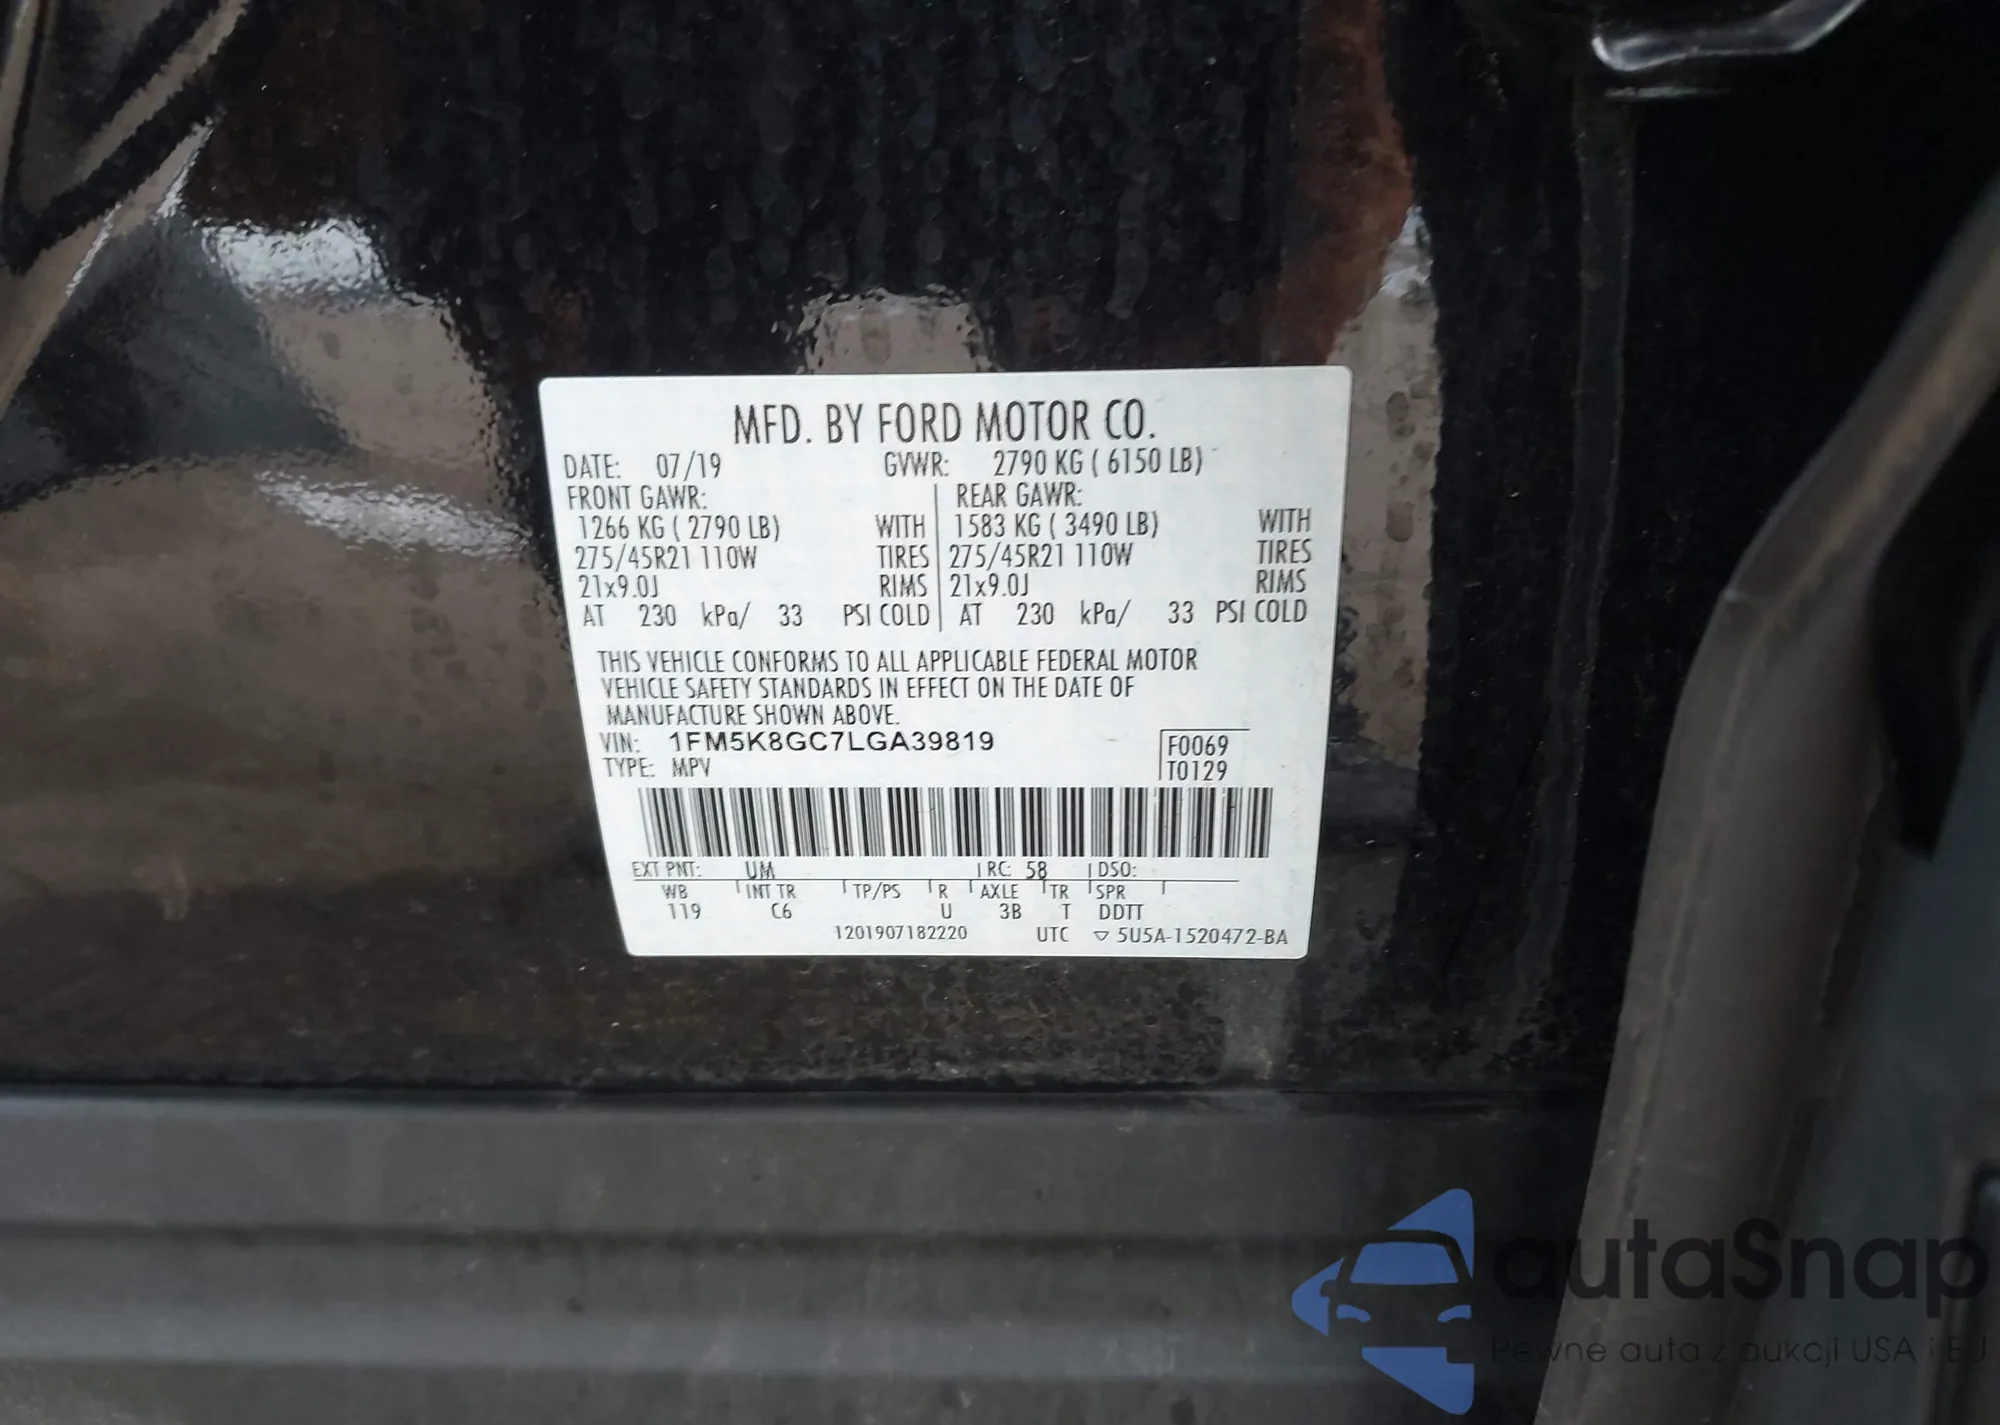 MFD. BY FORD MOTOR CO.
DATE: 07/19 GVWR: 2790 KG ( 6150 LB)
FRONT GAWR: REAR GAWR:
1266 KG ( 2790 LB) WITH 1583 KG ( 3490 LB) WITH
275/45R21 110W TIRES 275/45R21 110W TIRES
21x9.0J RIMS 21x9.0J RIMS
AT 230 kPa/ 33 PSI COLD AT 230 kPa/ 33 PSI COLD
THIS VEHICLE CONFORMS TO ALL APPLICABLE FEDERAL MOTOR
VEHICLE SAFETY STANDARDS IN EFFECT ON THE DATE OF
MANUFACTURE SHOWN ABOVE.
VIN: 1FM5K8GC7LGA39819 F0069
TYPE: MPV T0129
EXT PNT: UM RC: 58 DSO:
WB INT TR TP/PS R AXLE TR SPR
119 C6 U 3B T DDTT
1201907182220 UTC ▽ 5U5A-1520472-BA
autaSnap
Pewne auta z aukcji USA i EU